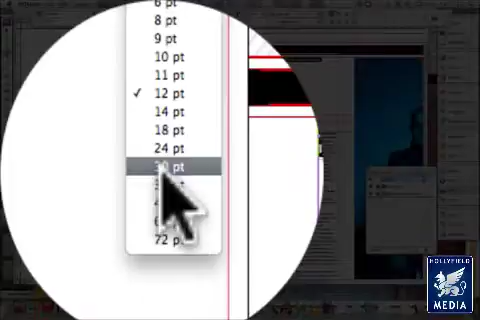 6 pt
8 pt
9 pt
10 pt
11 pt
✓ 12 pt
14 pt
18 pt
24 pt
pt
72 p
HOLLYFIELD
MEDIA